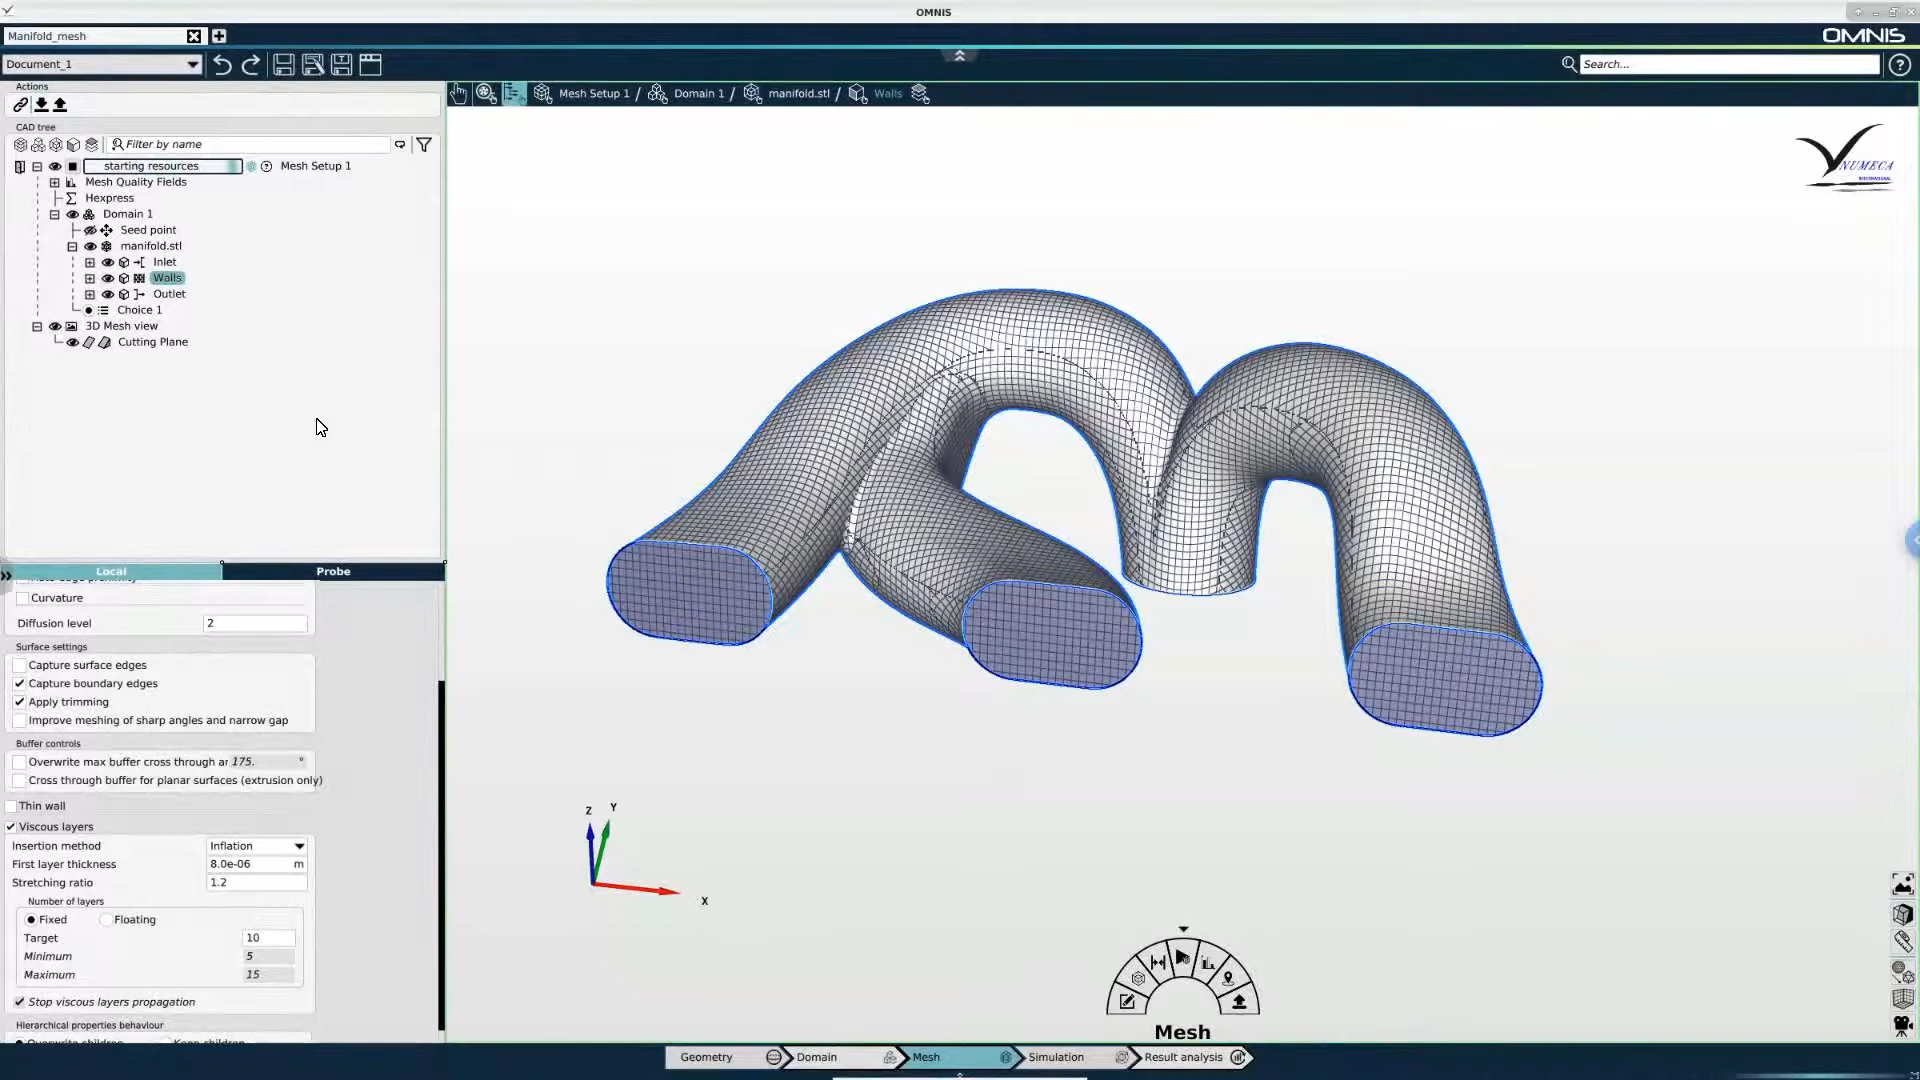 OMNIS
Manifold_mesh
OMNIS
Document_1
Search...
Actions
Mesh Setup 1 / Domain 1 / manifold.stl / Walls
CAD tree
Filter by name
starting resources Mesh Setup 1
Mesh Quality Fields
Hexpress
Domain 1
Seed point
manifold.stl
Inlet
Walls
Outlet
Choice 1
3D Mesh view
Cutting Plane
NUMECA
INTERNATIONAL
Local Probe
Curvature
Diffusion level 2
Surface settings
Capture surface edges
Capture boundary edges
Apply trimming
Improve meshing of sharp angles and narrow gap
Buffer controls
Overwrite max buffer cross through ar 175. °
Cross through buffer for planar surfaces (extrusion only)
Thin wall
Viscous layers
Insertion method Inflation
First layer thickness 8.0e-06 m
Stretching ratio 1.2
Number of layers
Fixed Floating
Target 10
Minimum 5
Maximum 15
Stop viscous layers propagation
Hierarchical properties behaviour
Overwrite children Keep children
Z Y
X
Mesh
Geometry Domain Mesh Simulation Result analysis